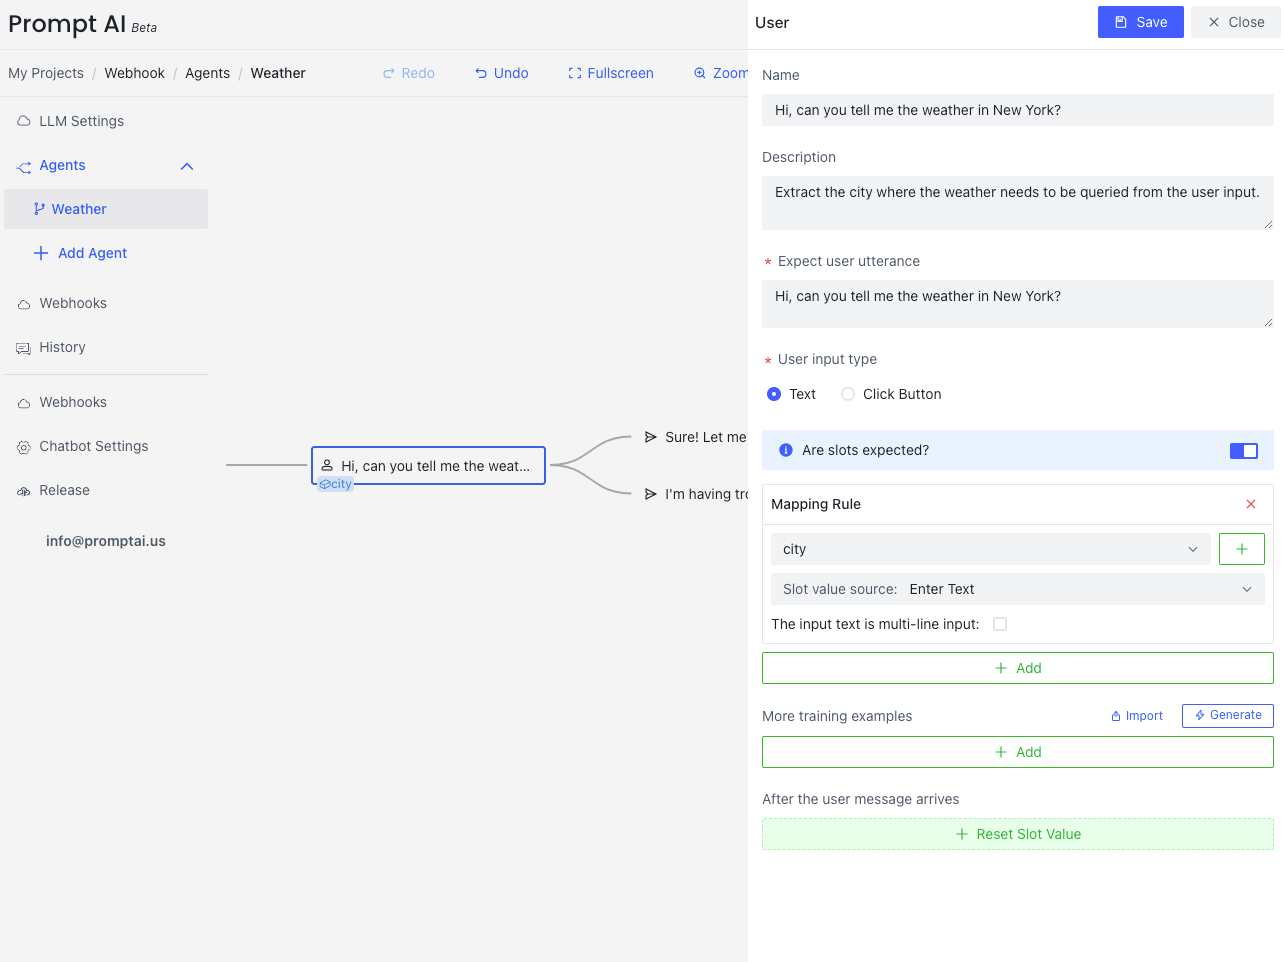 Prompt AI Beta
My Projects / Webhook / Agents / Weather
Redo
Undo
Fullscreen
Zoom
LLM Settings
Agents
Weather
Add Agent
Webhooks
History
Webhooks
Chatbot Settings
Release
info@promptai.us
Hi, can you tell me the weat...
city
Sure! Let me
I'm having tro
User
Save
Close
Name
Hi, can you tell me the weather in New York?
Description
Extract the city where the weather needs to be queried from the user input.
* Expect user utterance
Hi, can you tell me the weather in New York?
* User input type
Text
Click Button
Are slots expected?
Mapping Rule
city
Slot value source: Enter Text
The input text is multi-line input:
Add
More training examples
Import
Generate
Add
After the user message arrives
Reset Slot Value